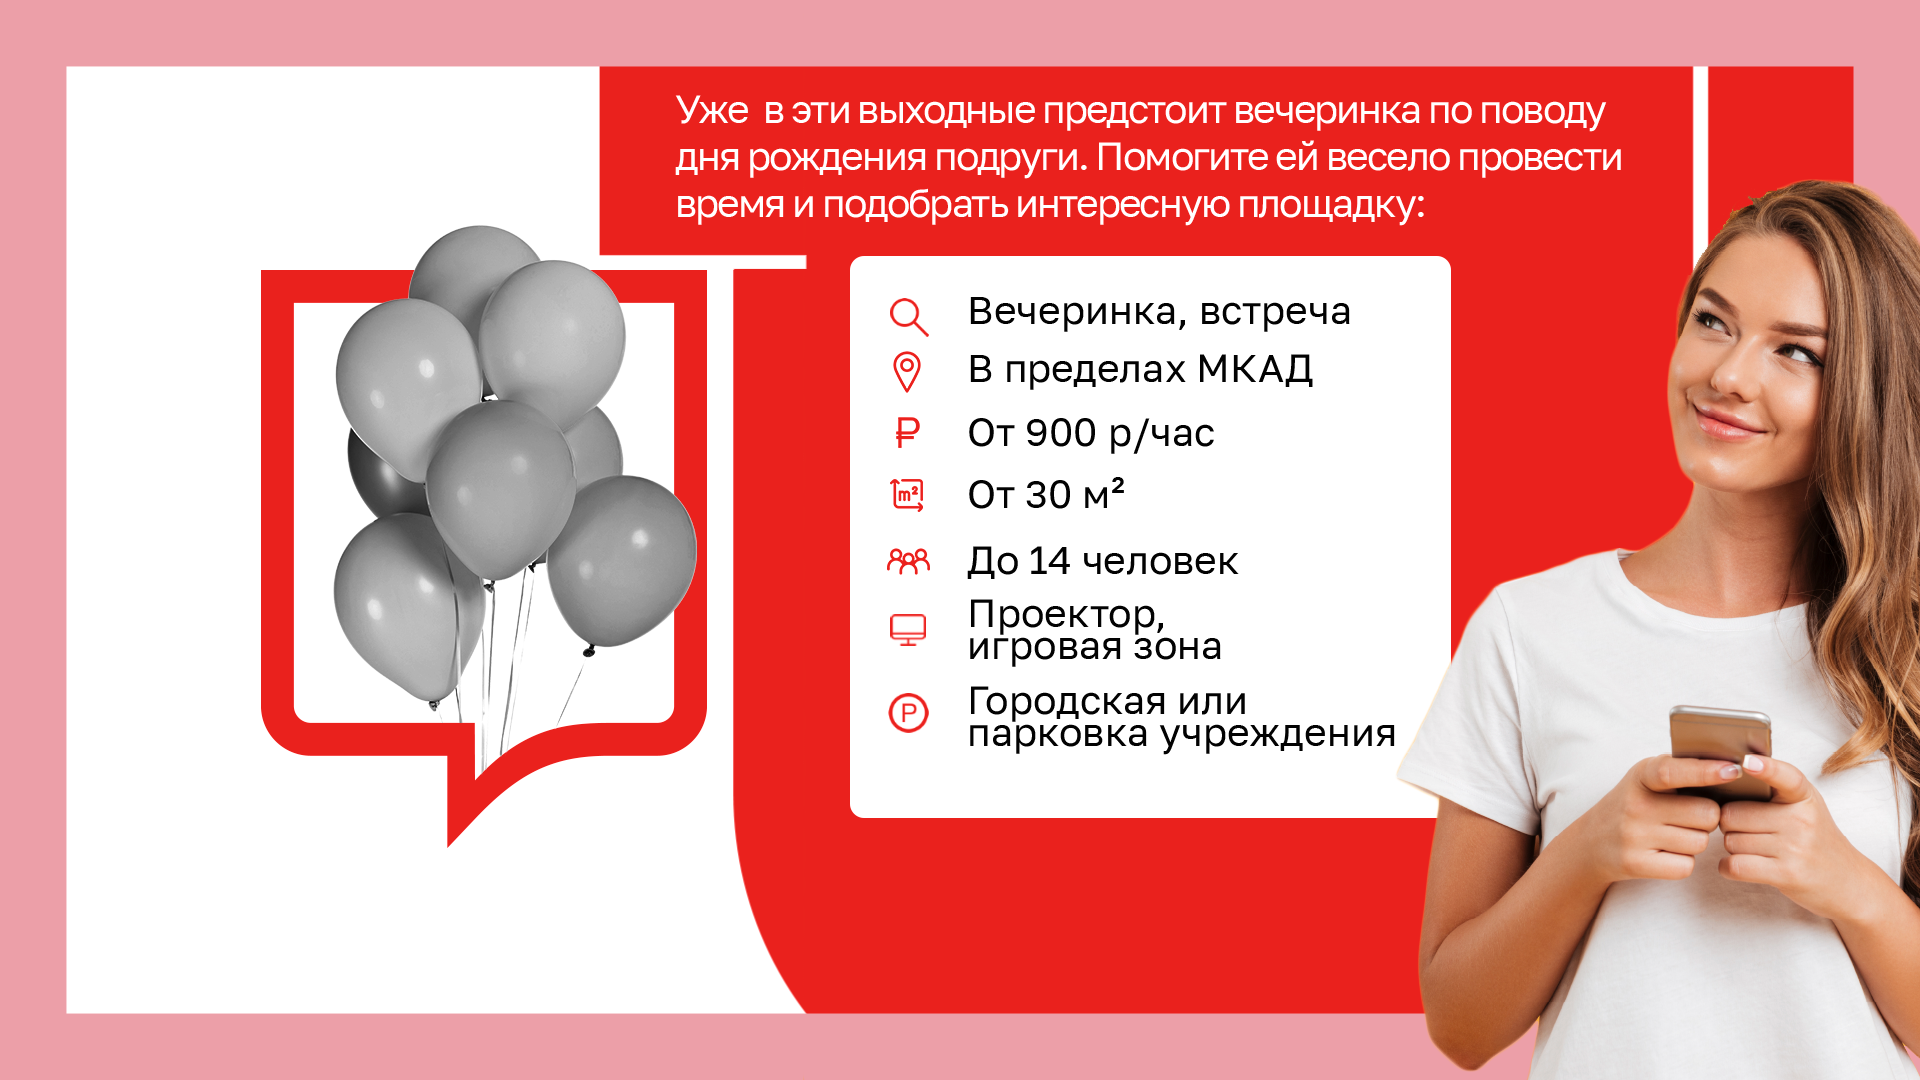 Уже в эти выходные предстоит вечеринка по поводу
дня рождения подруги. Помогите ей весело провести
время и подобрать интересную площадку:
Вечеринка, встреча
В пределах МКАД
₽
От 900 р/час
m²
От 30 м²
До 14 человек
Проектор,
игровая зона
P
Городская или
парковка учреждения